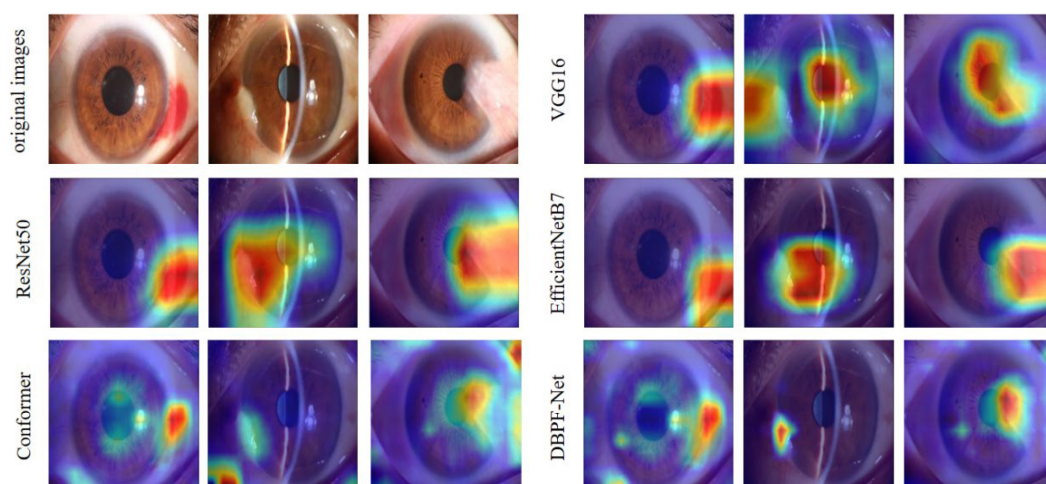 original images
VGG16
ResNet50
EfficientNetB7
Conformer
DBPF-Net